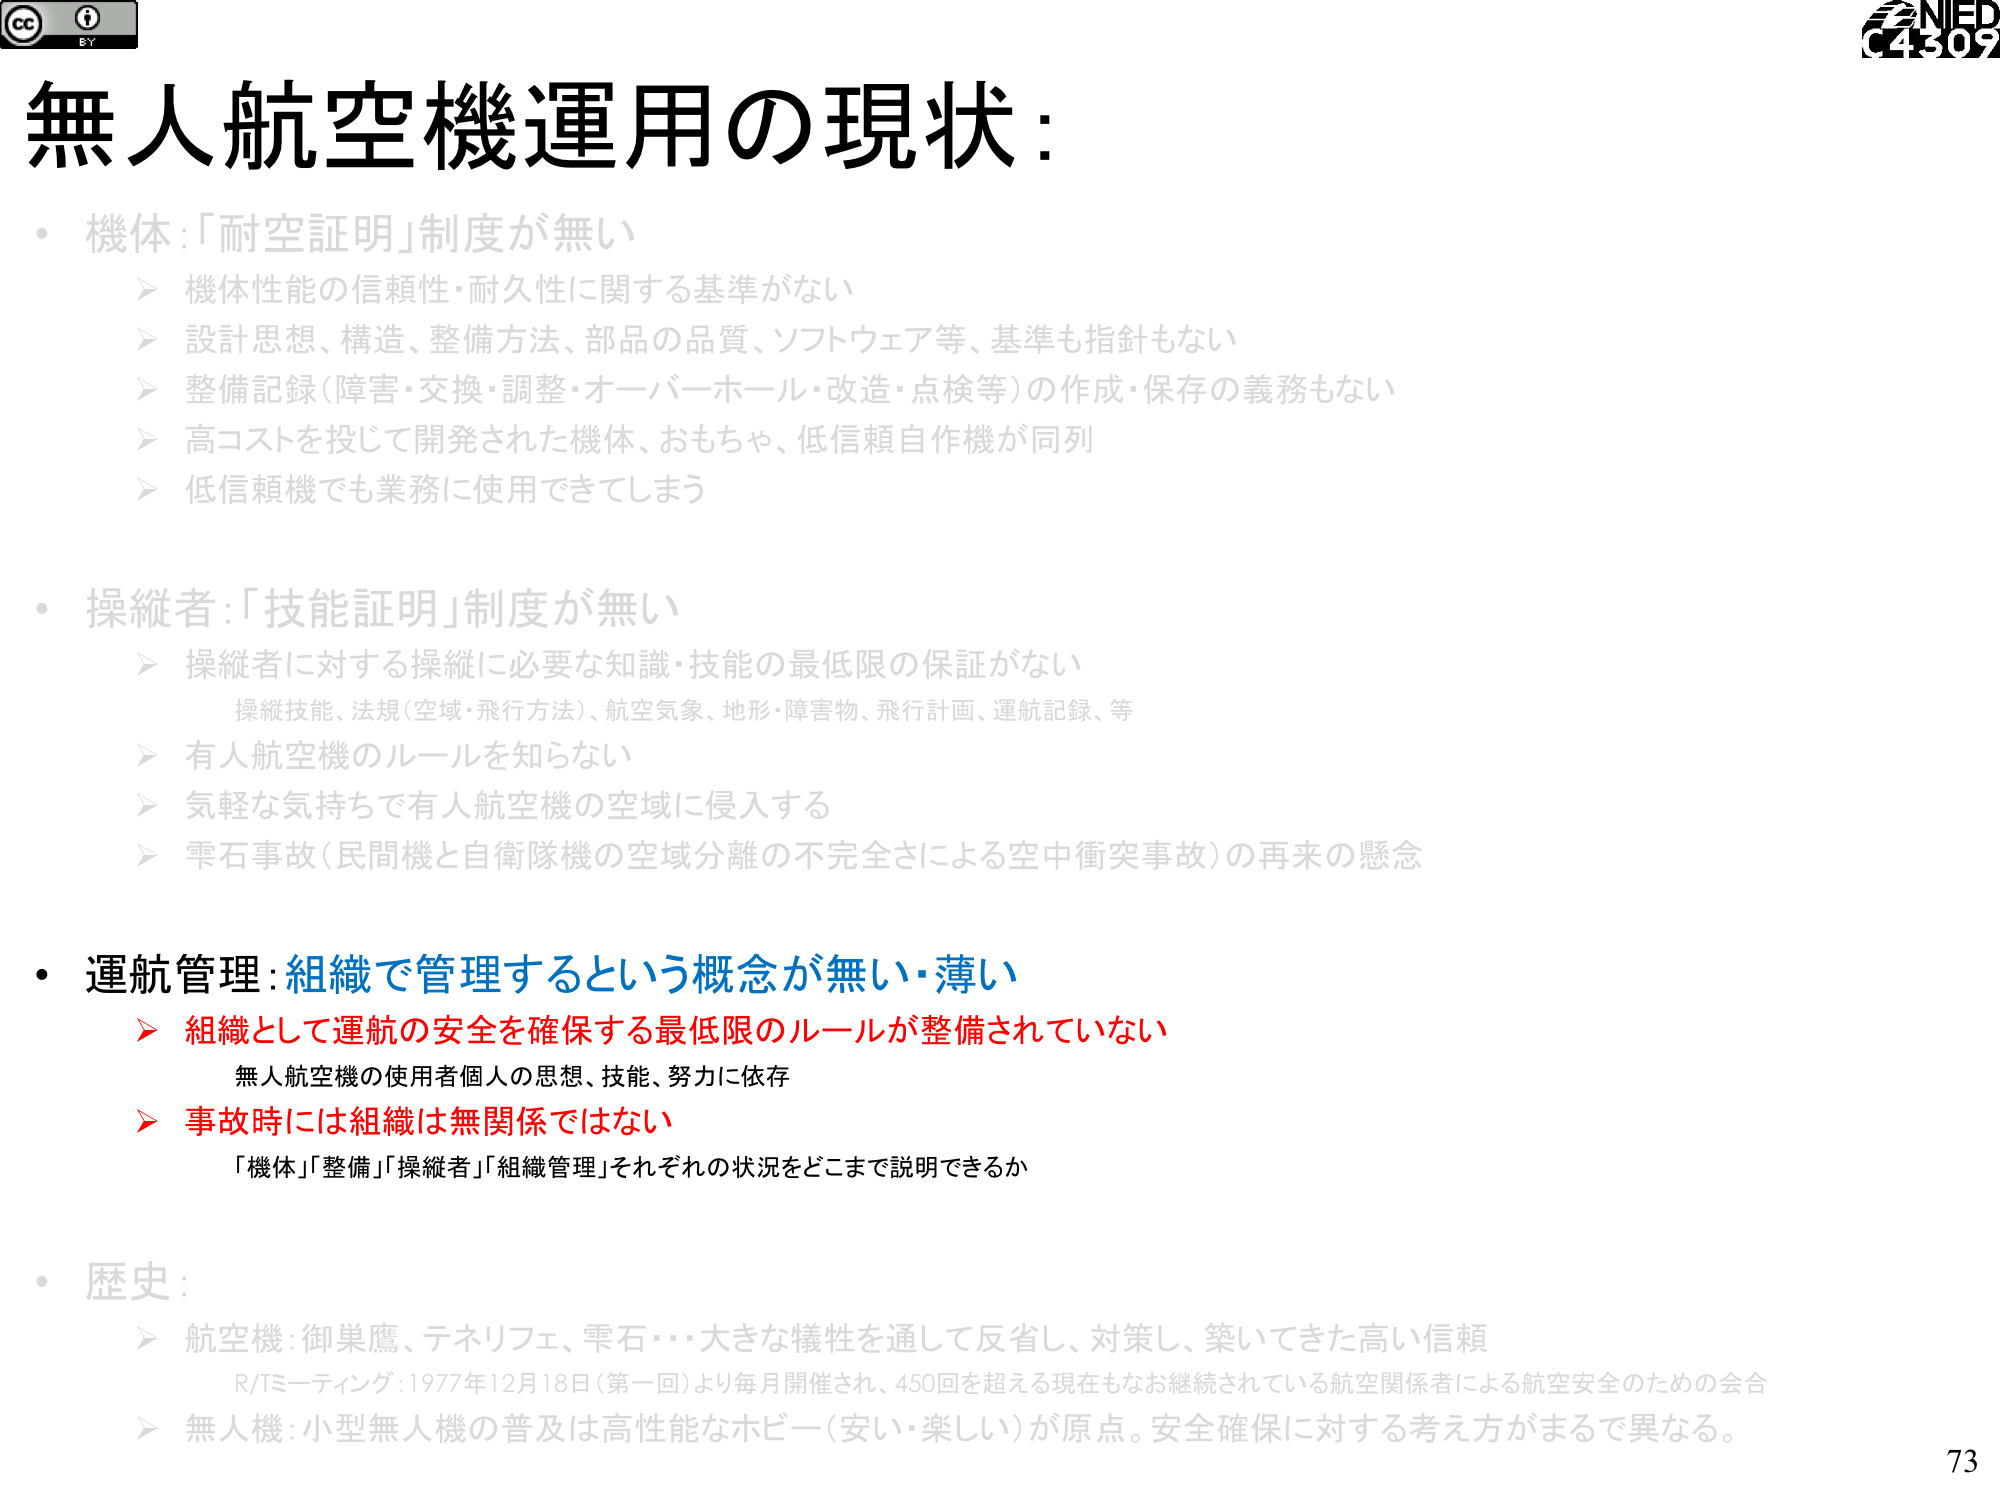 cc BY
NIED
C4309
無人航空機運用の現状：
• 機体：「耐空証明」制度が無い
➢ 機体性能の信頼性・耐久性に関する基準がない
➢ 設計思想、構造、整備方法、部品の品質、ソフトウェア等、基準も指針もない
➢ 整備記録（障害・交換・調整・オーバーホール・改造・点検等）の作成・保存の義務もない
➢ 高コストを投じて開発された機体、おもちゃ、低信頼自作機が同列
➢ 低信頼機でも業務に使用できてしまう
• 操縦者：「技能証明」制度が無い
➢ 操縦者に対する操縦に必要な知識・技能の最低限の保証がない
操縦技能、法規（空域・飛行方法）、航空気象、地形・障害物、飛行計画、運航記録、等
➢ 有人航空機のルールを知らない
➢ 気軽な気持ちで有人航空機の空域に侵入する
➢ 雫石事故（民間機と自衛隊機の空域分離の不完全さによる空中衝突事故）の再来の懸念
• 運航管理：組織で管理するという概念が無い・薄い
➢ 組織として運航の安全を確保する最低限のルールが整備されていない
無人航空機の使用者個人の思想、技能、努力に依存
➢ 事故時には組織は無関係ではない
「機体」「整備」「操縦者」「組織管理」それぞれの状況をどこまで説明できるか
• 歴史：
➢ 航空機：御巣鷹、テネリフェ、雫石・・・大きな犠牲を通して反省し、対策し、築いてきた高い信頼
R/Tミーティング：1977年12月18日（第一回）より毎月開催され、450回を超える現在もなお継続されている航空関係者による航空安全のための会合
➢ 無人機：小型無人機の普及は高性能なホビー（安い・楽しい）が原点。安全確保に対する考え方がまるで異なる。
73